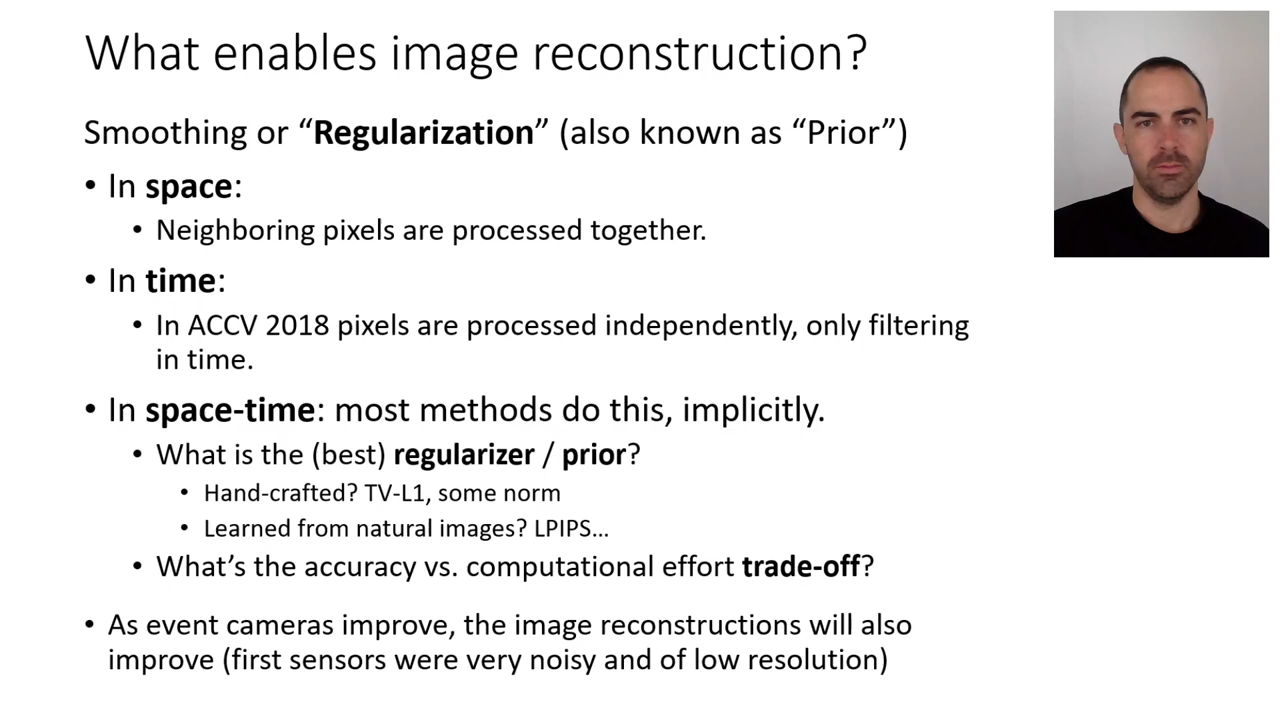 What enables image reconstruction?
Smoothing or “Regularization” (also known as “Prior”)
• In space:
• Neighboring pixels are processed together.
• In time:
• In ACCV 2018 pixels are processed independently, only filtering
in time.
• In space-time: most methods do this, implicitly.
• What is the (best) regularizer / prior?
• Hand-crafted? TV-L1, some norm
• Learned from natural images? LPIPS…
• What’s the accuracy vs. computational effort trade-off?
• As event cameras improve, the image reconstructions will also
improve (first sensors were very noisy and of low resolution)